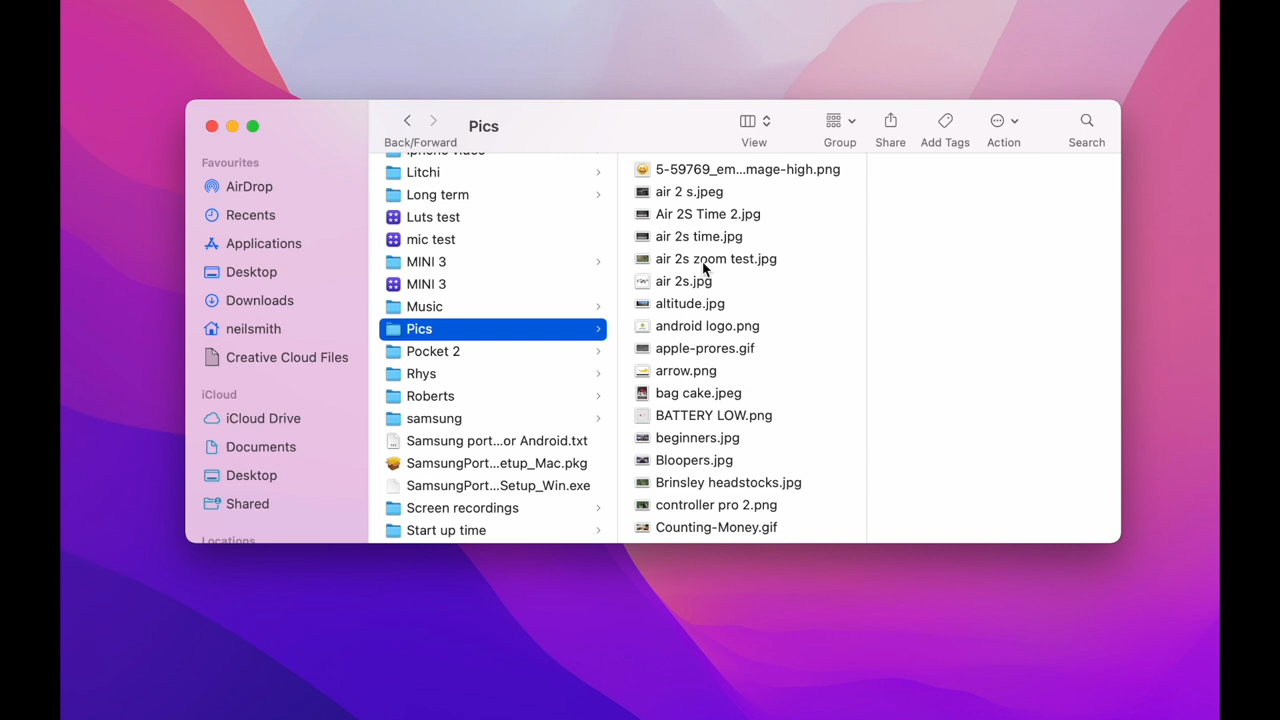 Pics
Back/Forward
View
Group
Share
Add Tags
Action
Search
Favourites
AirDrop
Recents
Applications
Desktop
Downloads
neilsmith
Creative Cloud Files
iCloud
iCloud Drive
Documents
Desktop
Shared
Locations
iphone video
Litchi
Long term
Luts test
mic test
MINI 3
MINI 3
Music
Pics
Pocket 2
Rhys
Roberts
samsung
Samsung port...or Android.txt
SamsungPort...etup_Mac.pkg
SamsungPort...Setup_Win.exe
Screen recordings
Start up time
5-59769_em...mage-high.png
air 2 s.jpeg
Air 2S Time 2.jpg
air 2s time.jpg
air 2s zoom test.jpg
air 2s.jpg
altitude.jpg
android logo.png
apple-prores.gif
arrow.png
bag cake.jpeg
BATTERY LOW.png
beginners.jpg
Bloopers.jpg
Brinsley headstocks.jpg
controller pro 2.png
Counting-Money.gif